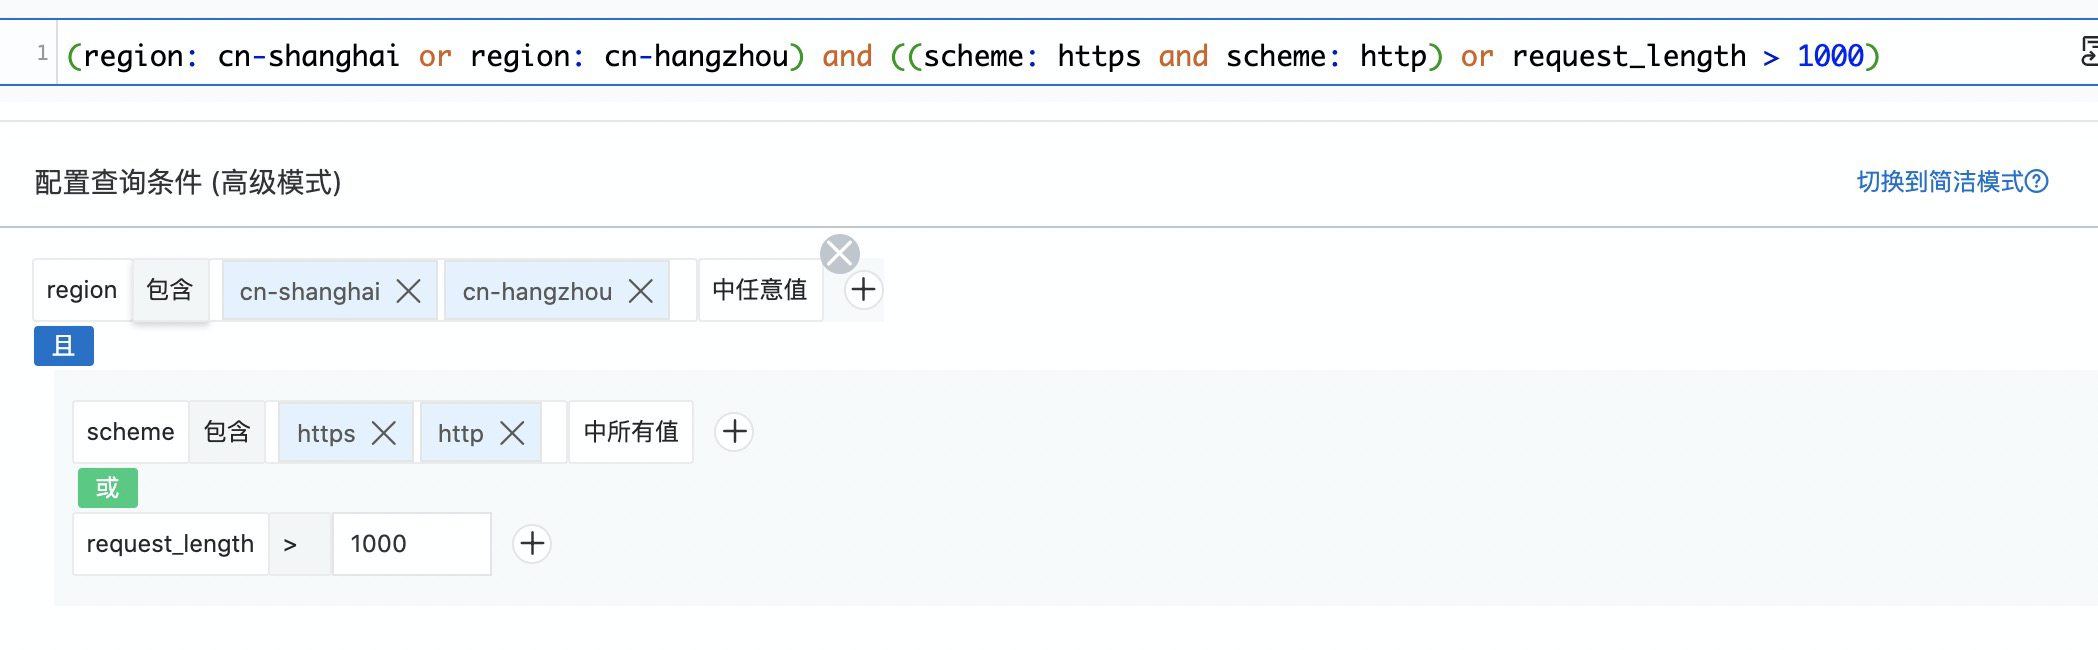 1 (region: cn-shanghai or region: cn-hangzhou) and ((scheme: https and scheme: http) or request_length > 1000)
配置查询条件 (高级模式) 切换到简洁模式?
region 包含 cn-shanghai cn-hangzhou 中任意值
且
scheme 包含 https http 中所有值
或
request_length > 1000